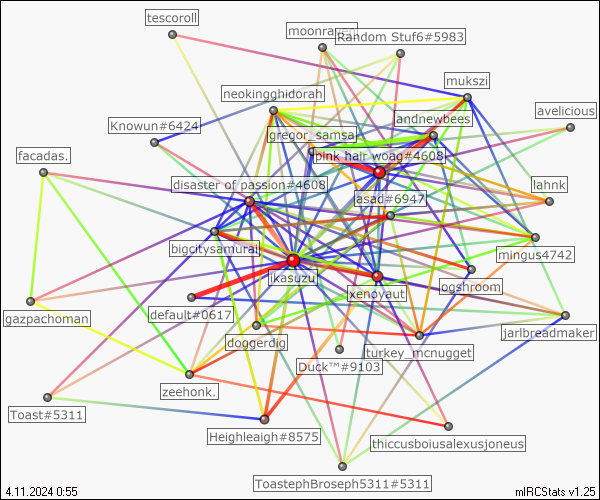 tescoroll
moonraven
Random Stuf6#5983
mukszi
neokingghidorah
avelicious
andnewbees
Knowun#6424
gregor_samsa
pink hair woag#4608
facadas.
disaster of passion#4608
lahnk
lasad#6947
bigcitysamurai
mingus4742
ikasuzu
ogshroom
xenoyaut
gazpachoman
default#0617
jarlbreadmaker
doggerdig
turkey_mcnugget
Duck™#9103
zeehonk.
Toast#5311
Heighleaigh#8575
thiccusboiusalexusjoneus
ToastephBroseph5311#5311
4.11.2024 0:55
mIRCStats v1.25